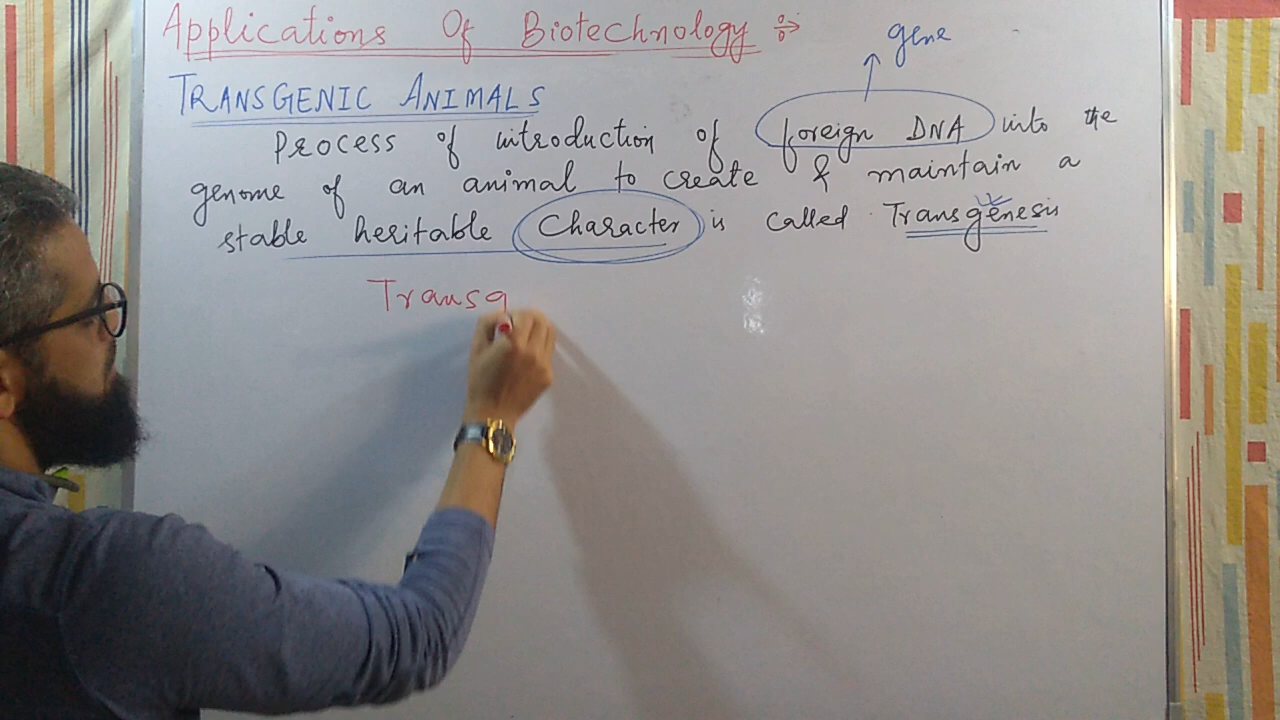 Applications Of Biotechnology :->
gene
TRANSGENIC ANIMALS
Process of introduction of foreign DNA into the
genome of an animal to create & maintain a
stable heritable Character is called Transgenesis
Transg